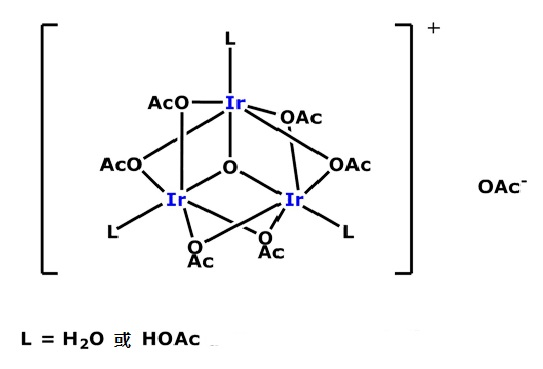 +
L
AcO Ir OAc
AcO O OAc
Ir Ir
OAc⁻
L L
O O
Ac Ac
L = H₂O 或 HOAc